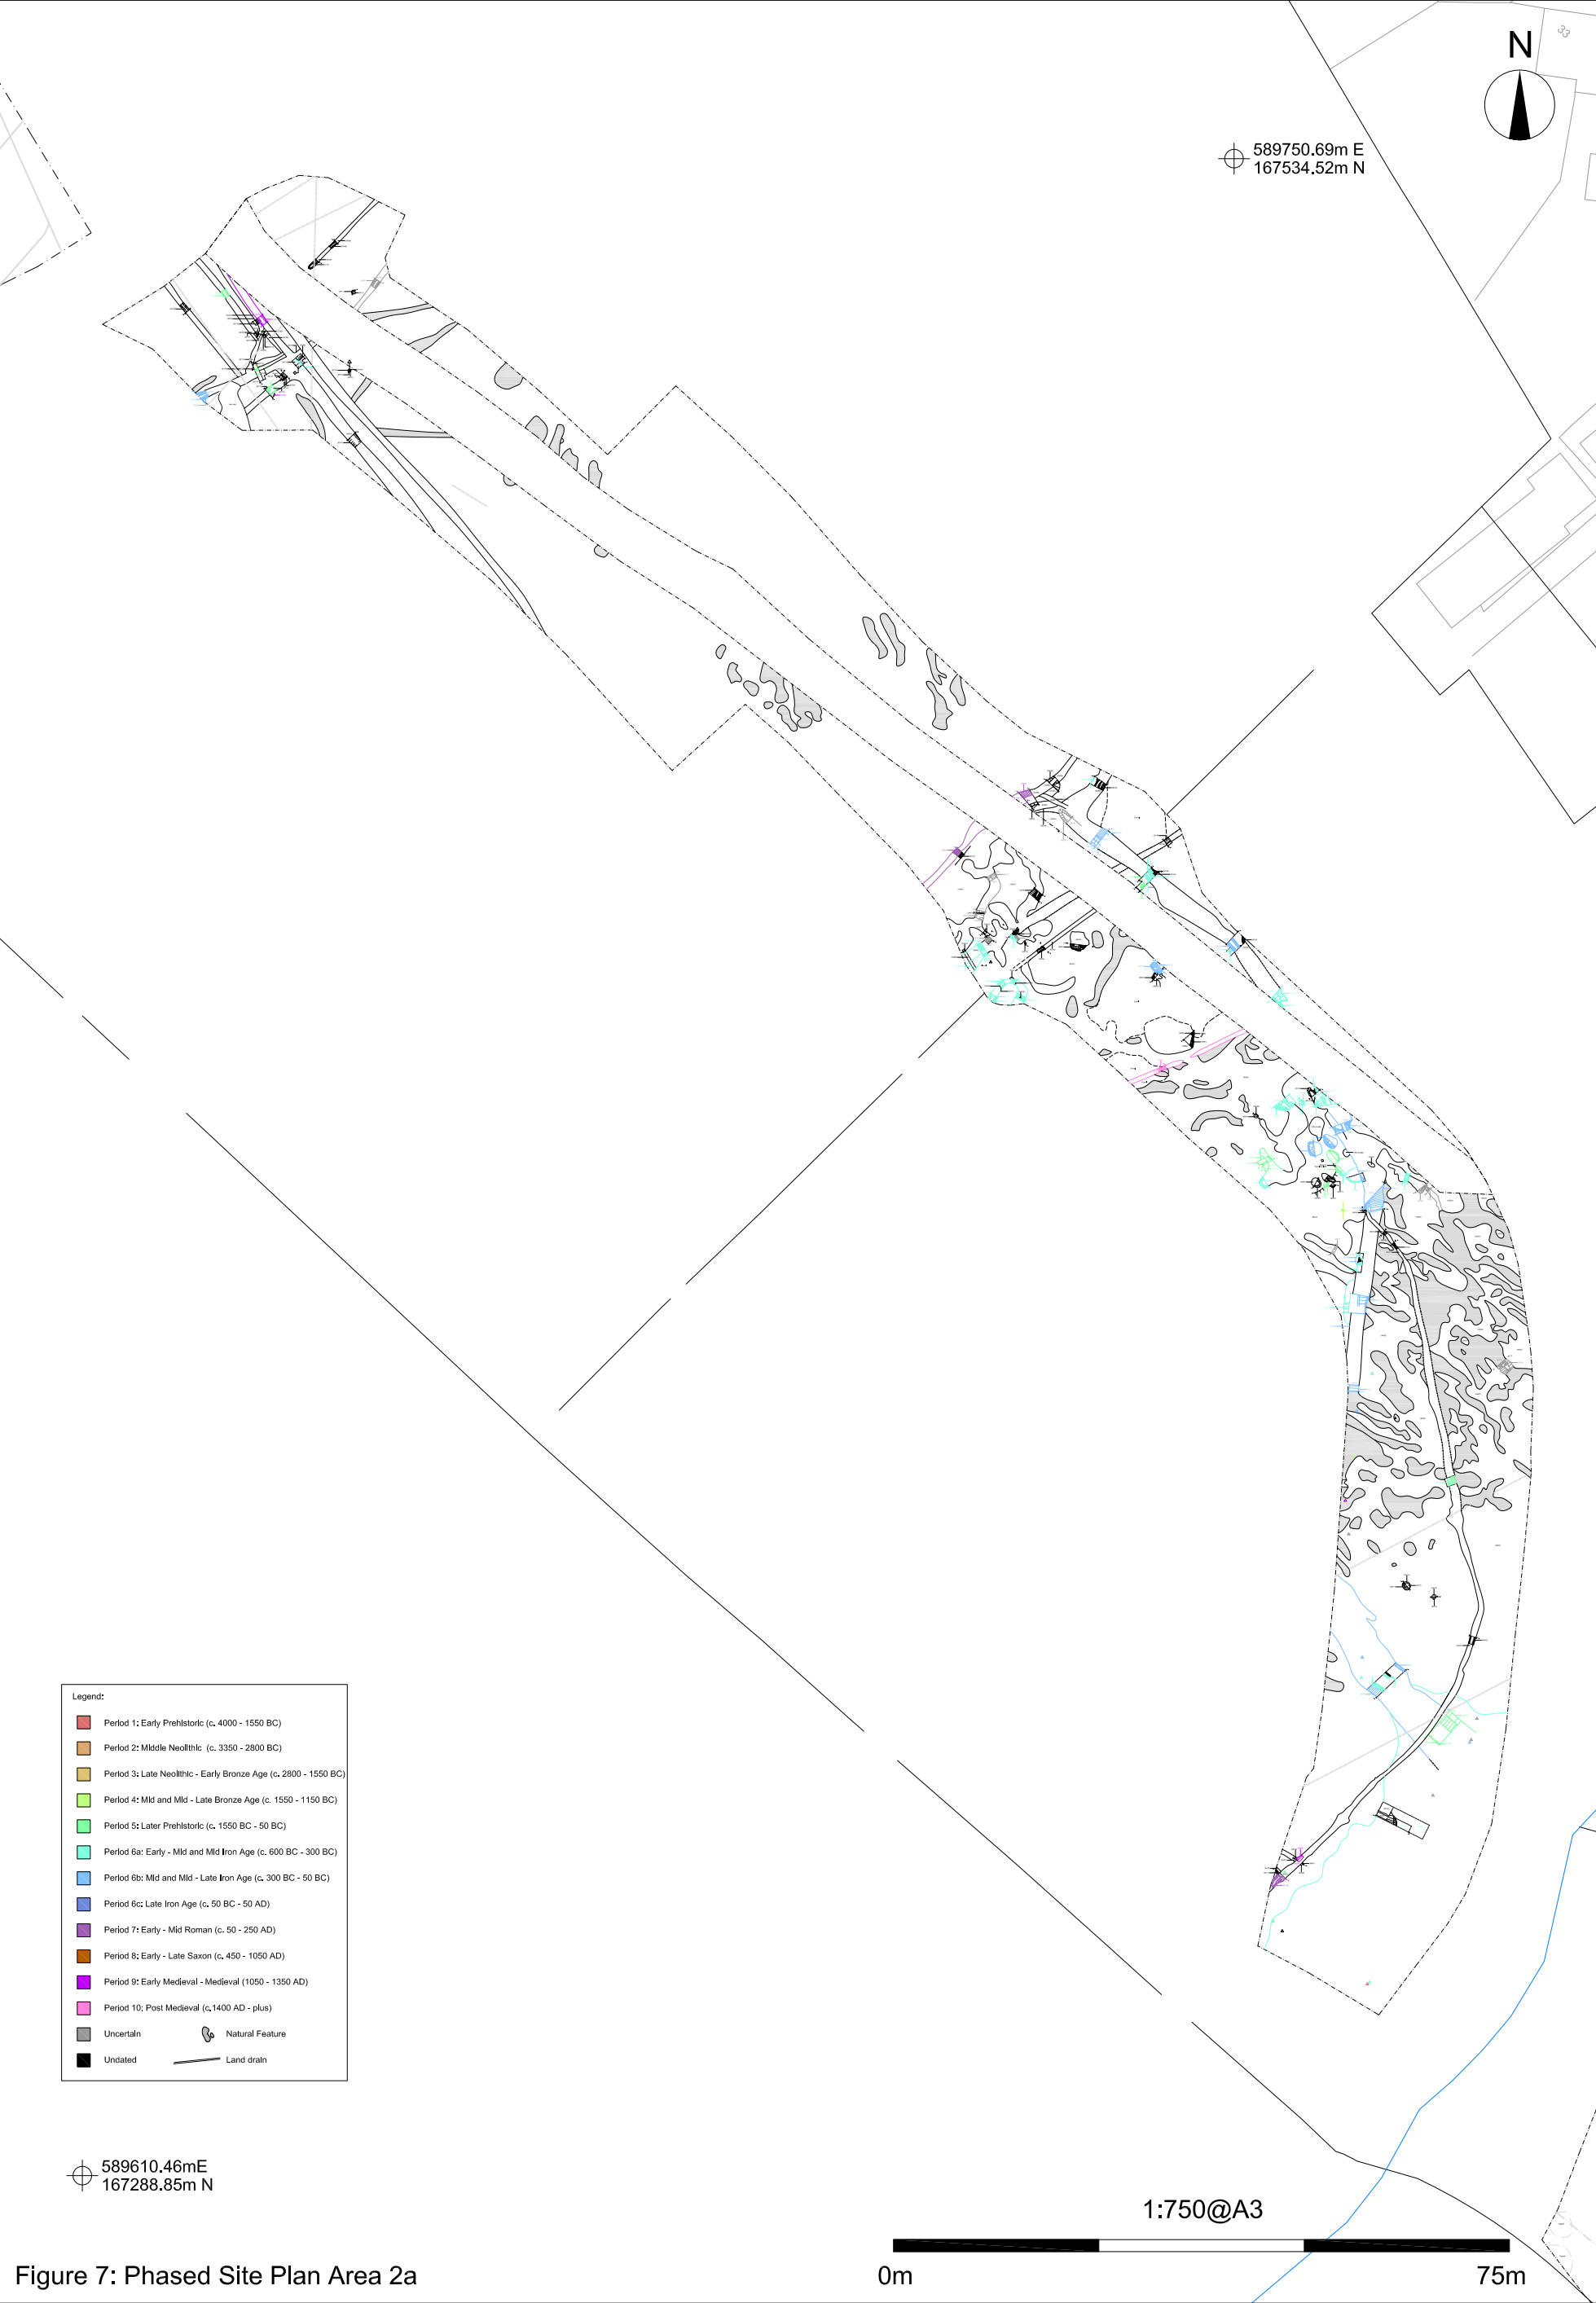 33
N
589750.69m E
167534.52m N
Legend:
Period 1: Early Prehistoric (c. 4000 - 1550 BC)
Period 2: Middle Neolithic (c. 3350 - 2800 BC)
Period 3: Late Neolithic - Early Bronze Age (c. 2800 - 1550 BC)
Period 4: Mid and Mid - Late Bronze Age (c. 1550 - 1150 BC)
Period 5: Later Prehistoric (c. 1550 BC - 50 BC)
Period 6a: Early - Mid and Mid Iron Age (c. 600 BC - 300 BC)
Period 6b: Mid and Mid - Late Iron Age (c. 300 BC - 50 BC)
Period 6c: Late Iron Age (c. 50 BC - 50 AD)
Period 7: Early - Mid Roman (c. 50 - 250 AD)
Period 8: Early - Late Saxon (c. 450 - 1050 AD)
Period 9: Early Medieval - Medieval (1050 - 1350 AD)
Period 10: Post Medieval (c.1400 AD - plus)
Uncertain Natural Feature
Undated Land drain
589610.46mE
167288.85m N
1:750@A3
0m 75m
Figure 7: Phased Site Plan Area 2a